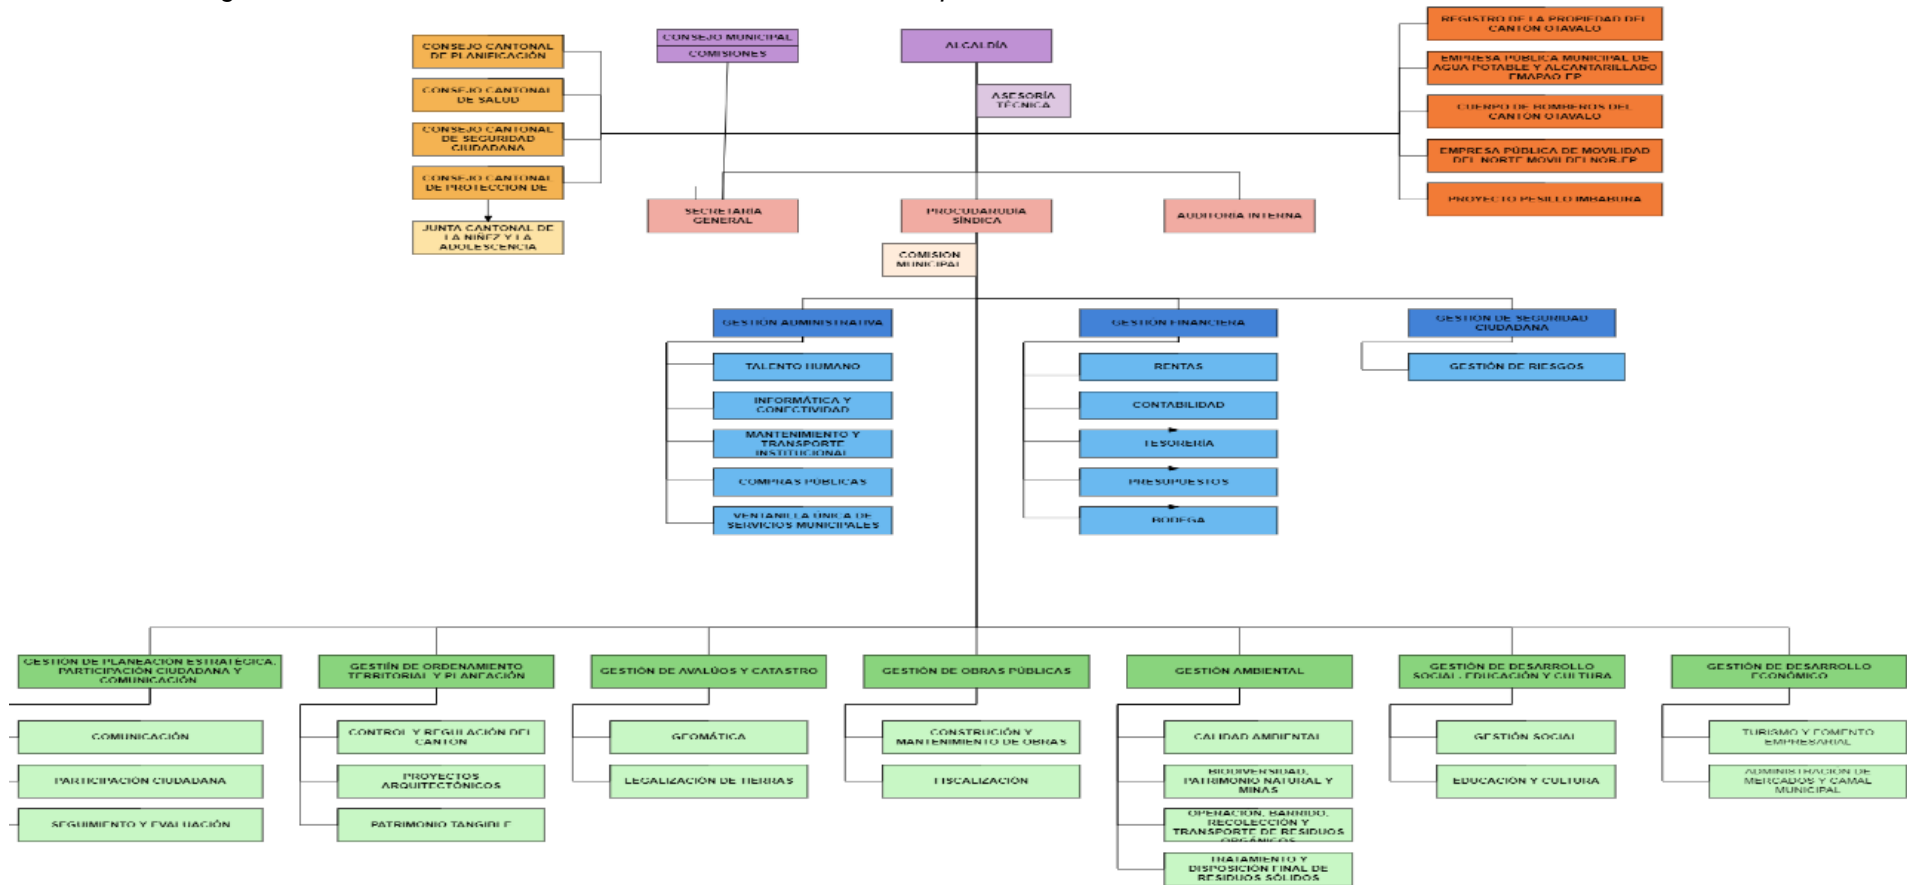 CONSEJO CANTONAL
DE PLANIFICACIÓN
CONSEJO CANTONAL
DE SALUD
CONSEJO CANTONAL
DE SEGURIDAD
CIUDADANA
CONSEJO CANTONAL
DE PROTECCION DE
JUNTA CANTONAL DE
LA NIÑEZ Y LA
ADOLESCENCIA
CONSEJO MUNICIPAL
COMISIONES
ALCALDÍA
ASESORÍA
TÉCNICA
REGISTRO DE LA PROPIEDAD DEL
CANTON OTAVALO
EMPRESA PÚBLICA MUNICIPAL DE
AGUA POTABLE Y ALCANTARILLADO
EMAPAO-EP
CUERPO DE BOMBEROS DEL
CANTON OTAVALO
EMPRESA PÚBLICA DE MOVILIDAD
DEL NORTE MOVILDELNOR-EP
PROYECTO PESILLO IMBABURA
SECRETARÍA
GENERAL
PROCUDARUDÍA
SÍNDICA
AUDITORÍA INTERNA
COMISION
MUNICIPAL
GESTIÓN ADMINISTRATIVA
TALENTO HUMANO
INFORMÁTICA Y
CONECTIVIDAD
MANTENIMIENTO Y
TRANSPORTE
INSTITUCIONAL
COMPRAS PÚBLICAS
VENTANILLA ÚNICA DE
SERVICIOS MUNICIPALES
GESTIÓN FINANCIERA
RENTAS
CONTABILIDAD
TESORERÍA
PRESUPUESTOS
BODEGA
GESTIÓN DE SEGURIDAD
CIUDADANA
GESTIÓN DE RIESGOS
GESTIÓN DE PLANEACIÓN ESTRATÉGICA,
PARTICIPACIÓN CIUDADANA Y
COMUNICACIÓN
COMUNICACIÓN
PARTICIPACIÓN CIUDADANA
SEGUIMIENTO Y EVALUACIÓN
GESTIÍN DE ORDENAMIENTO
TERRITORIAL Y PLANEACIÓN
CONTROL Y REGULACIÓN DEL
CANTON
PROYECTOS
ARQUITECTÓNICOS
PATRIMONIO TANGIBLE
GESTIÓN DE AVALÚOS Y CATASTRO
GEOMÁTICA
LEGALIZACIÓN DE TIERRAS
GESTIÓN DE OBRAS PÚBLICAS
CONSTRUCIÓN Y
MANTENIMIENTO DE OBRAS
FISCALIZACIÓN
GESTIÓN AMBIENTAL
CALIDAD AMBIENTAL
BIODIVERSIDAD,
PATRIMONIO NATURAL Y
MINAS
OPERACIÓN, BARRIDO,
RECOLECCIÓN Y
TRANSPORTE DE RESIDUOS
ORGÁNICOS
TRATAMIENTO Y
DISPOSICIÓN FINAL DE
RESIDUOS SÓLIDOS
GESTIÓN DE DESARROLLO
SOCIAL, EDUCACIÓN Y CULTURA
GESTIÓN SOCIAL
EDUCACIÓN Y CULTURA
GESTIÓN DE DESARROLLO
ECONÓMICO
TURISMO Y FOMENTO
EMPRESARIAL
ADMINISTRACIÓN DE
MERCADOS Y CAMAL
MUNICIPAL